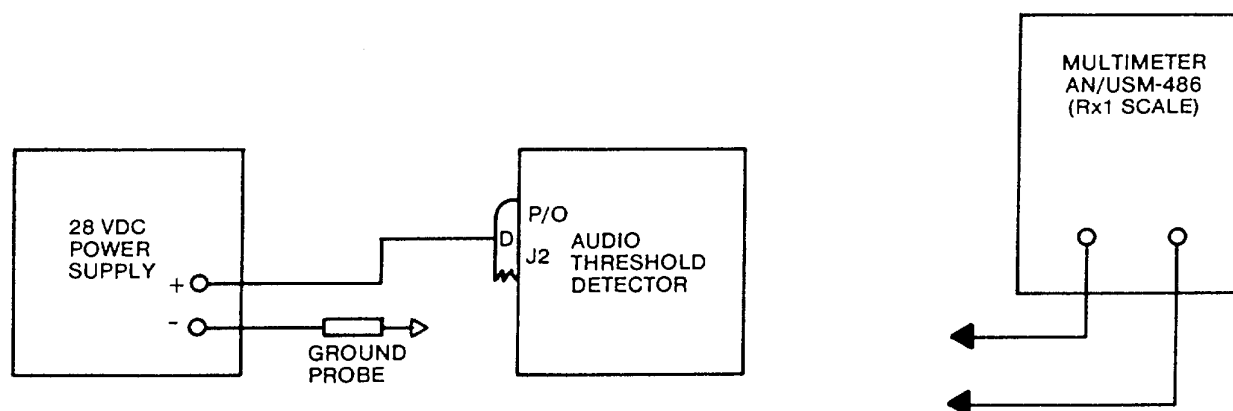 28 VDC
POWER
SUPPLY
+
-
GROUND
PROBE
P/O
D
J2
AUDIO
THRESHOLD
DETECTOR
MULTIMETER
AN/USM-486
(Rx1 SCALE)